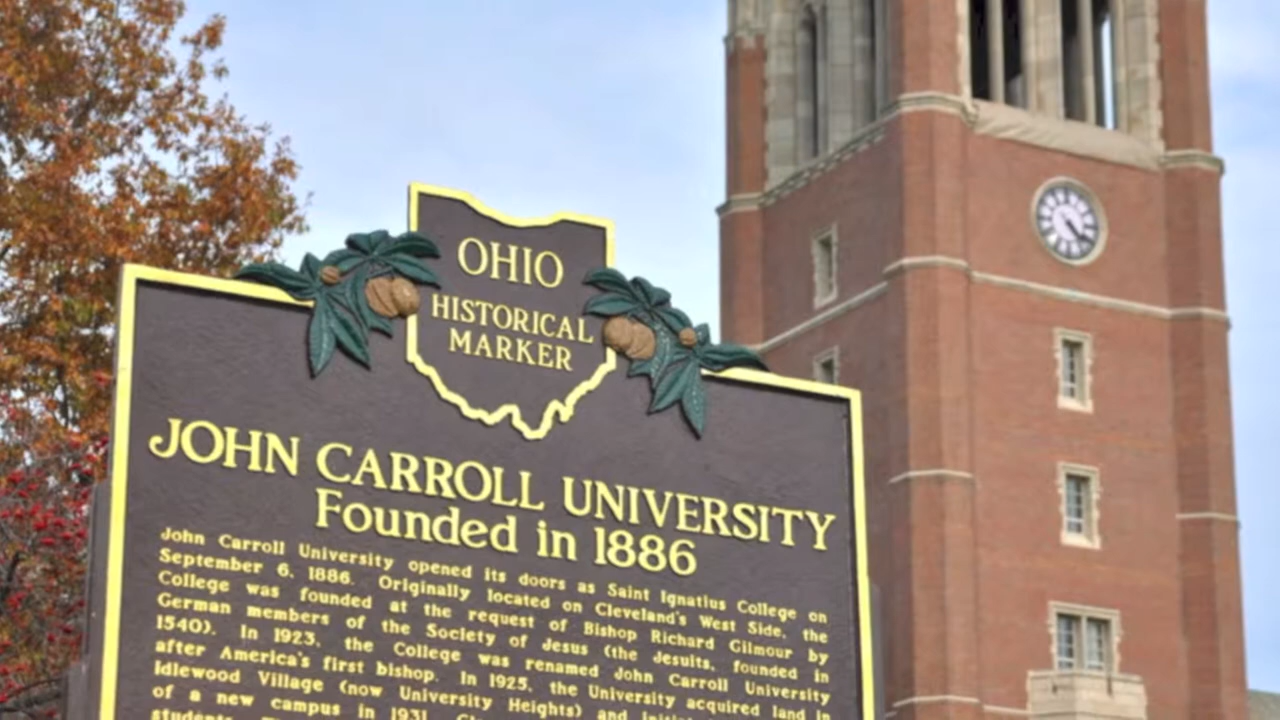 OHIO
HISTORICAL
MARKER
JOHN CARROLL UNIVERSITY
Founded in 1886
John Carroll University opened its doors as Saint Ignatius College on
September 6, 1886. Originally located on Cleveland's West Side, the
College was founded at the request of Bishop Richard Gilmour by
German members of the Society of Jesus (the Jesuits, founded in
1540). In 1923, the College was renamed John Carroll University
after America's first bishop. In 1925, the University acquired land in
Idlewood Village (now University Heights) and
of a new campus in 1931.